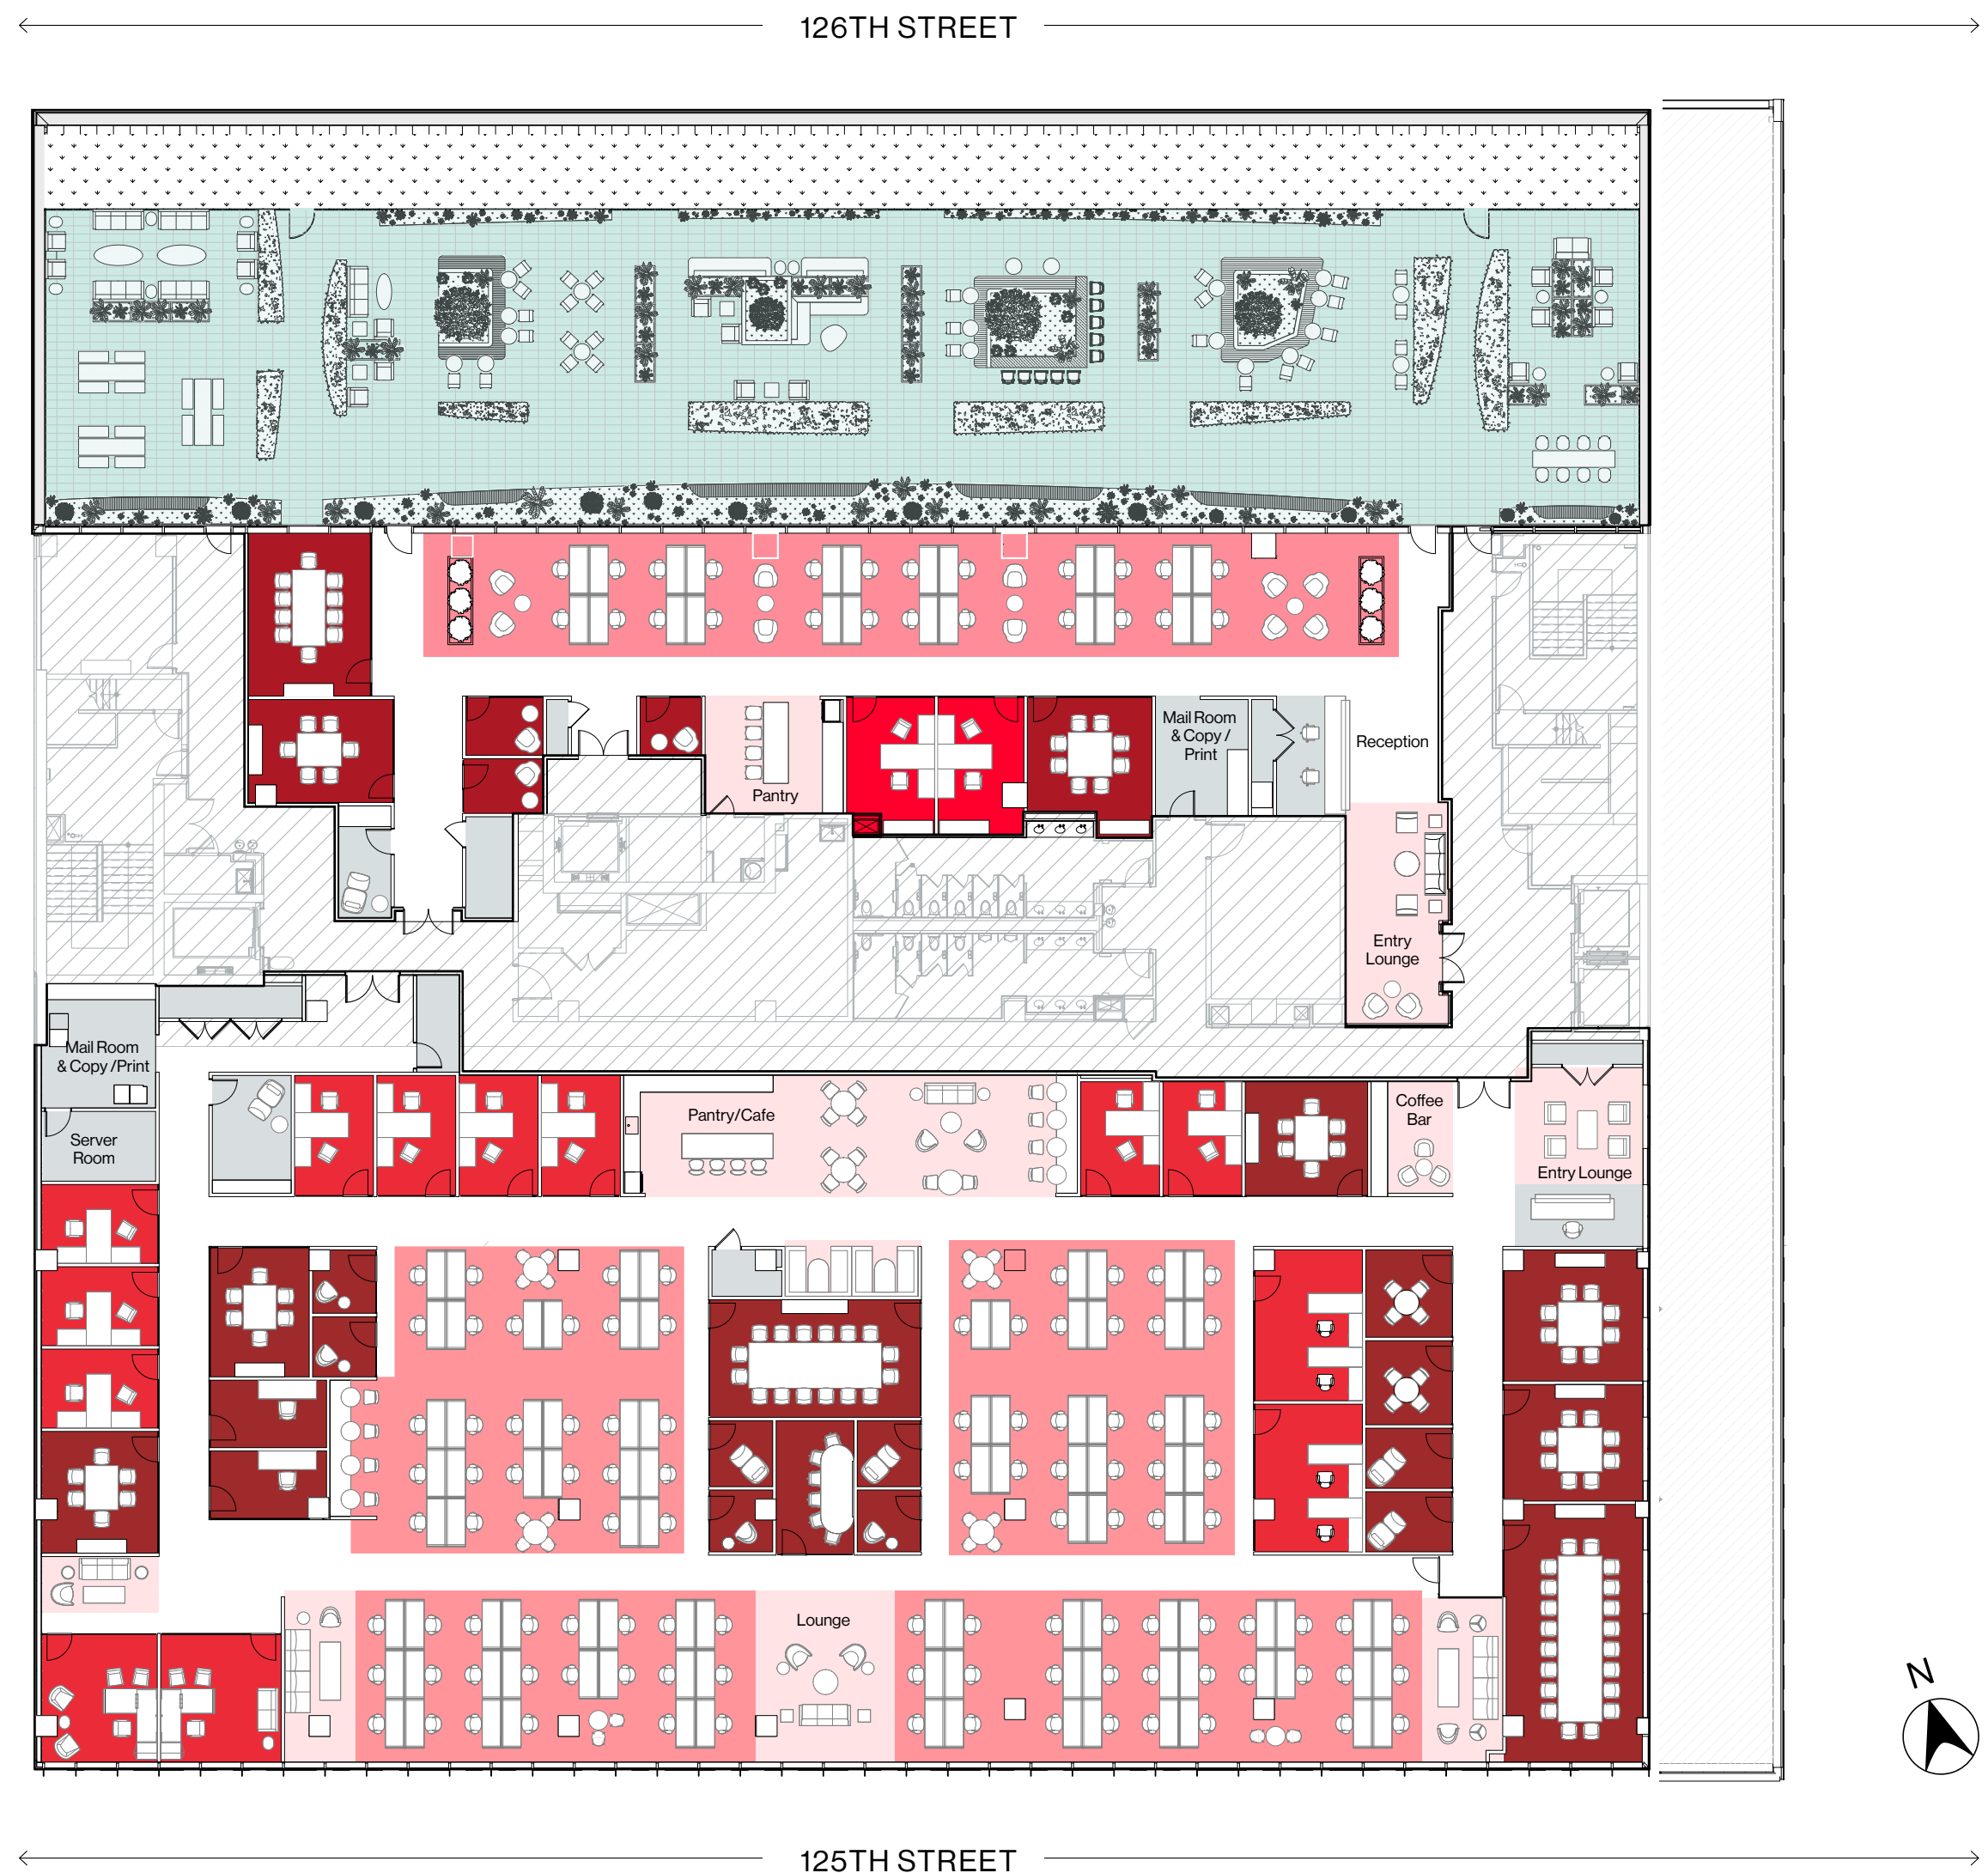 126TH STREET
Mail Room
& Copy /
Print
Reception
Pantry
Entry
Lounge
Mail Room
& Copy /Print
Server
Room
Pantry/Cafe
Coffee
Bar
Entry Lounge
Lounge
N
125TH STREET